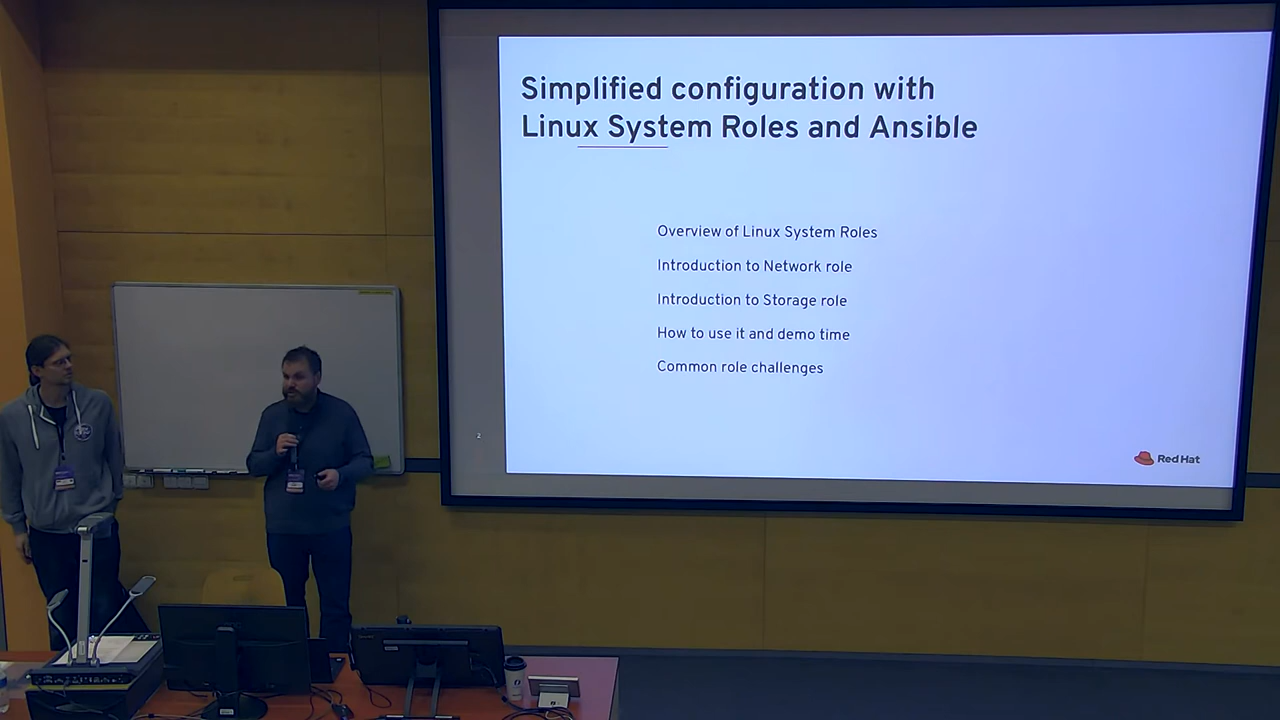 Simplified configuration with
Linux System Roles and Ansible
Overview of Linux System Roles
Introduction to Network role
Introduction to Storage role
How to use it and demo time
Common role challenges
2
Red Hat